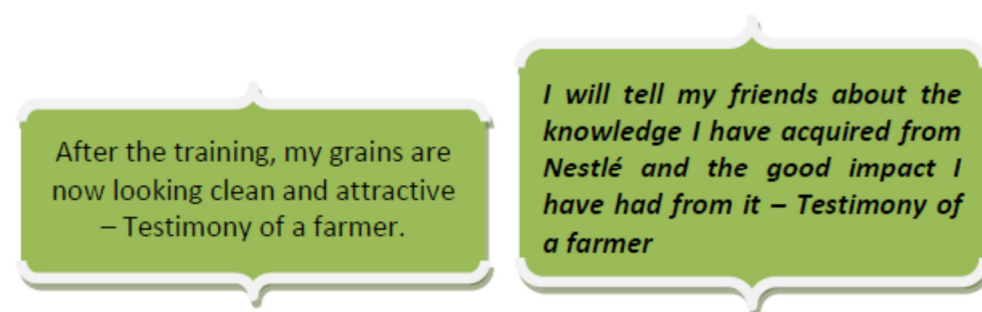 After the training, my grains are
now looking clean and attractive
– Testimony of a farmer.
I will tell my friends about the
knowledge I have acquired from
Nestlé and the good impact I
have had from it – Testimony of
a farmer